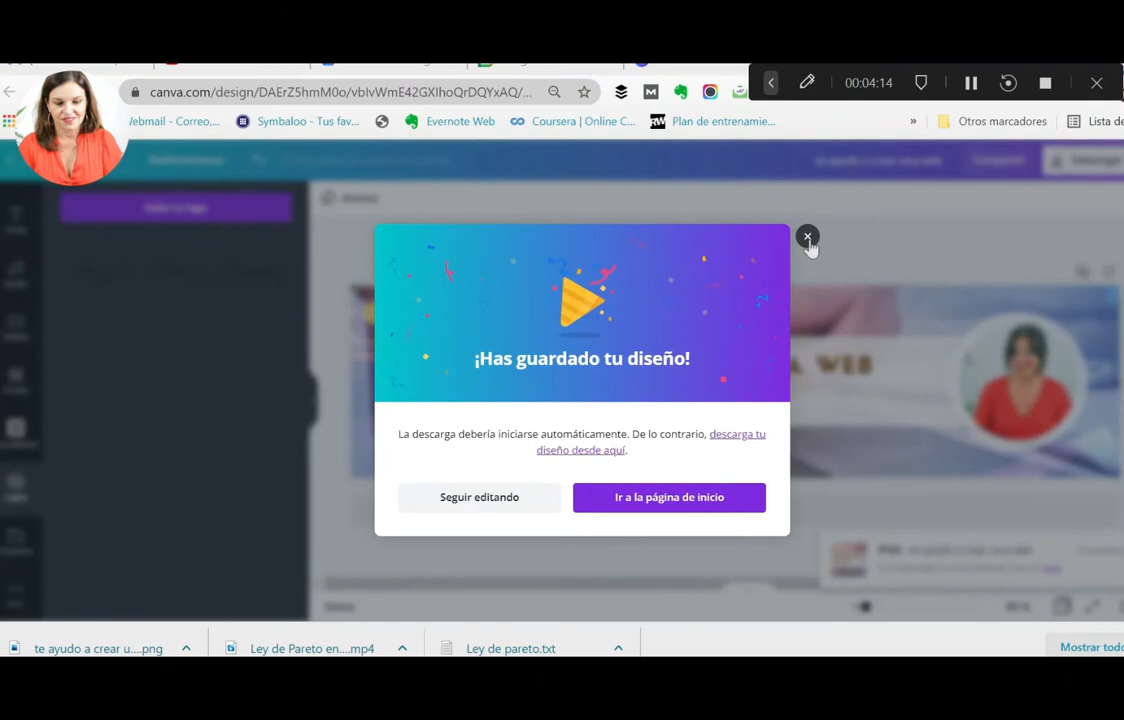 00:04:14
canva.com/design/DAErZ5hmM0o/vblvWmE42GXlhoQrDQYxAQ/...
Webmail - Correo,...
Symbaloo - Tus fav...
Evernote Web
Coursera | Online C...
Plan de entrenamie...
»
Otros marcadores
Lista de
WEB
¡Has guardado tu diseño!
La descarga debería iniciarse automáticamente. De lo contrario, descarga tu
diseño desde aquí.
Seguir editando
Ir a la página de inicio
te ayudo a crear u....png
Ley de Pareto en....mp4
Ley de pareto.txt
Mostrar todo